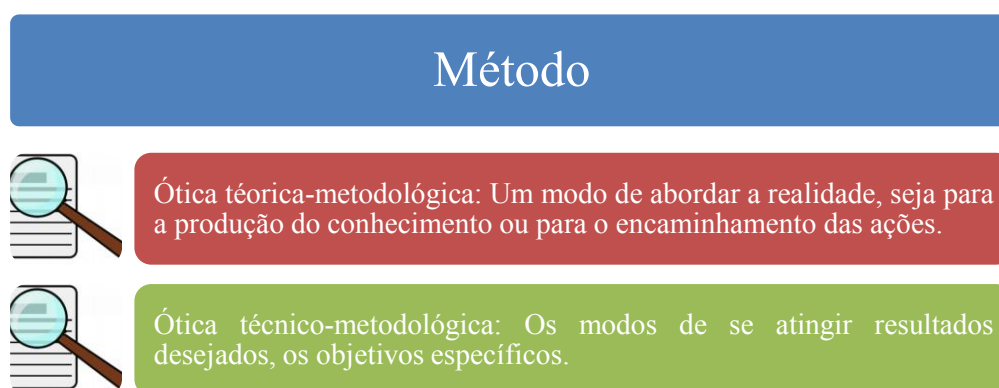 Método
Ótica téorica-metodológica: Um modo de abordar a realidade, seja para
a produção do conhecimento ou para o encaminhamento das ações.
Ótica técnico-metodológica: Os modos de se atingir resultados
desejados, os objetivos específicos.